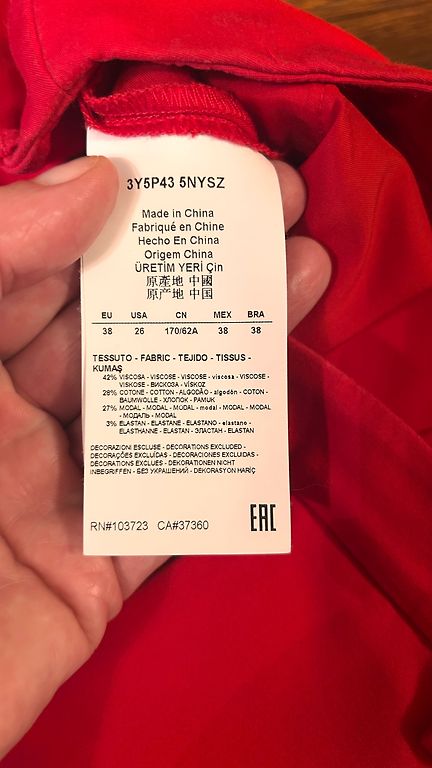 3Y5P43 5NYSZ
Made in China
Fabriqué en Chine
Hecho En China
Origem China
ÜRETİM YERİ Çin
原產地 中國
原产地 中国
EU USA CN MEX BRA
38 26 170/62A 38 38
TESSUTO - FABRIC - TEJIDO - TISSUS -
KUMAŞ
42% VISCOSA - VISCOSE - VISCOSE - viscosa - VISCOSE -
VISKOSE - ВИСКОЗА - VİSKOZ
28% COTONE - COTTON - ALGODÃO - algodón - COTON -
BAUMWOLLE - ХЛОПОК - PAMUK
27% MODAL - MODAL - MODAL - modal - MODAL - MODAL
- МОДАЛЬ - MODAL
3% ELASTAN - ELASTANE - ELASTANO - elastano -
ELASTHANNE - ELASTAN - ЭЛАСТАН - ELASTAN
DECORAZIONI ESCLUSE - DECORATIONS EXCLUDED -
DECORAÇÕES EXCLUÍDAS - DECORACIONES EXCLUIDAS -
DECORATIONS EXCLUES - DEKORATIONEN NICHT
INBEGRIFFEN - БЕЗ УКРАШЕНИЙ - DEKORASYON HARİÇ
RN#103723 CA#37360
EAC